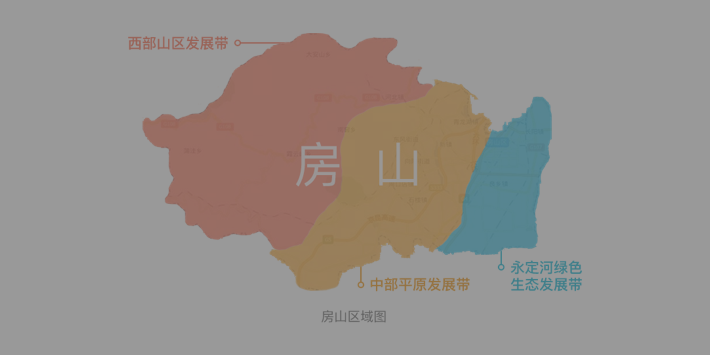 西部山区发展带
房 山
永定河绿色
生态发展带
中部平原发展带
房山区域图